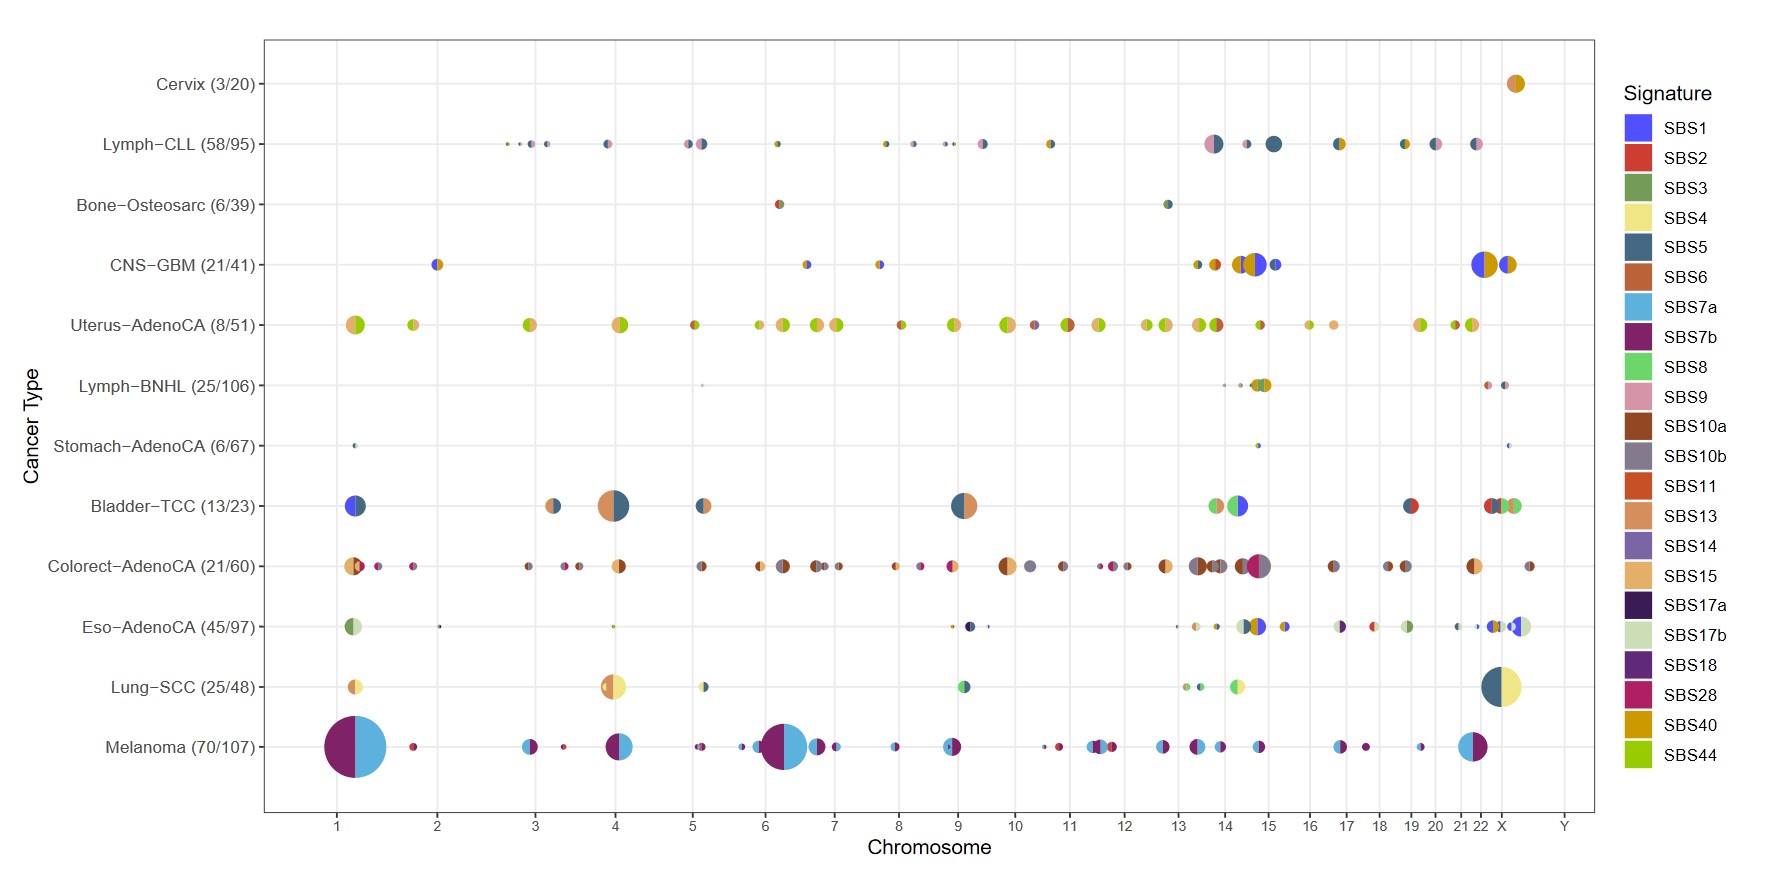 Cancer Type
Cervix (3/20)
Lymph−CLL (58/95)
Bone−Osteosarc (6/39)
CNS−GBM (21/41)
Uterus−AdenoCA (8/51)
Lymph−BNHL (25/106)
Stomach−AdenoCA (6/67)
Bladder−TCC (13/23)
Colorect−AdenoCA (21/60)
Eso−AdenoCA (45/97)
Lung−SCC (25/48)
Melanoma (70/107)
1 2 3 4 5 6 7 8 9 10 11 12 13 14 15 16 17 18 19 20 21 22 X Y
Chromosome
Signature
SBS1
SBS2
SBS3
SBS4
SBS5
SBS6
SBS7a
SBS7b
SBS8
SBS9
SBS10a
SBS10b
SBS11
SBS13
SBS14
SBS15
SBS17a
SBS17b
SBS18
SBS28
SBS40
SBS44